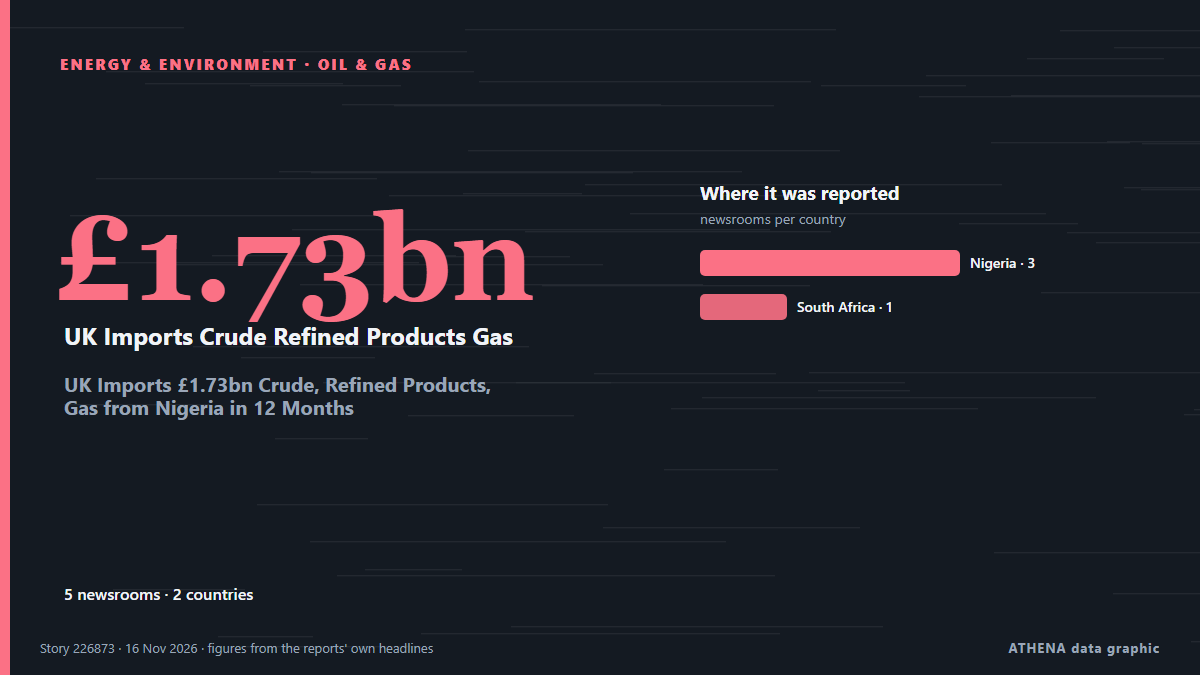 ENERGY & ENVIRONMENT · OIL & GAS
£1.73bn
UK Imports Crude Refined Products Gas
UK Imports £1.73bn Crude, Refined Products,
Gas from Nigeria in 12 Months
Where it was reported
newsrooms per country
Nigeria · 3
South Africa · 1
5 newsrooms · 2 countries
Story 226873 · 16 Nov 2026 · figures from the reports' own headlines
ATHENA data graphic